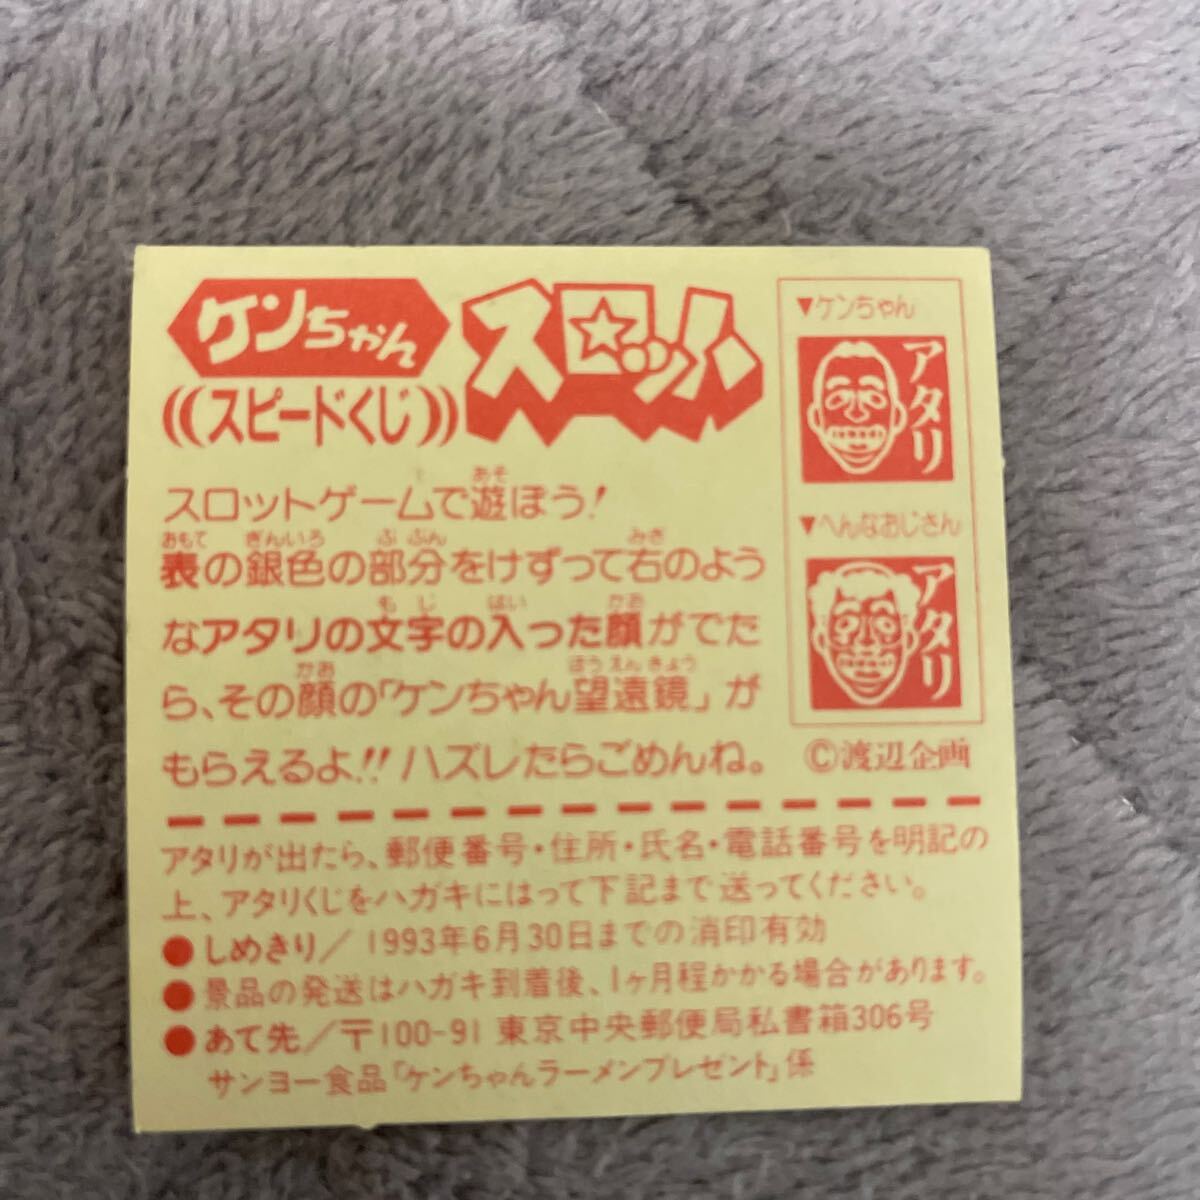 ケンちゃん
スロット
((スピードくじ))
スロットゲームで遊ぼう!
表の銀色の部分をけずって右のよう
なアタリの文字の入った顔がでた
ら、その顔の「ケンちゃん望遠鏡」が
もらえるよ!! ハズレたらごめんね。
▼ケンちゃん
アタリ
▼へんなおじさん
アタリ
©渡辺企画
アタリが出たら、郵便番号・住所・氏名・電話番号を明記の
上、アタリくじをハガキにはって下記まで送ってください。
●しめきり/1993年6月30日までの消印有効
●景品の発送はハガキ到着後、1ヶ月程かかる場合があります。
●あて先/〒100-91 東京中央郵便局私書箱306号
サンヨー食品「ケンちゃんラーメンプレゼント」係